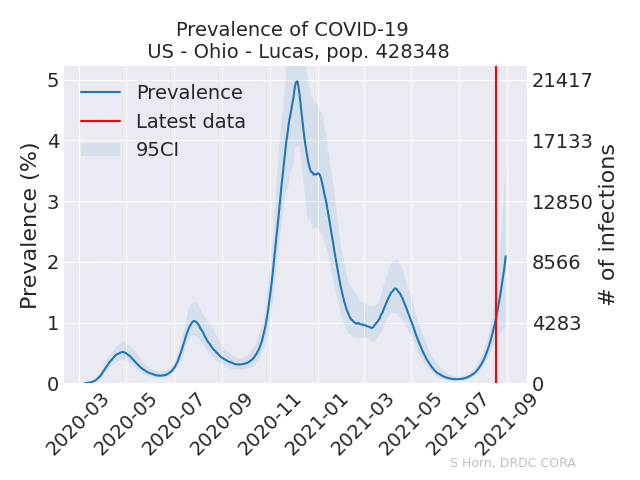 Prevalence of COVID-19
US - Ohio - Lucas, pop. 428348
Prevalence (%)
5
4
3
2
1
0
Prevalence
Latest data
95CI
21417
17133
12850
8566
4283
0
# of infections
2020-03
2020-05
2020-07
2020-09
2020-11
2021-01
2021-03
2021-05
2021-07
2021-09
S Horn, DRDC CORA